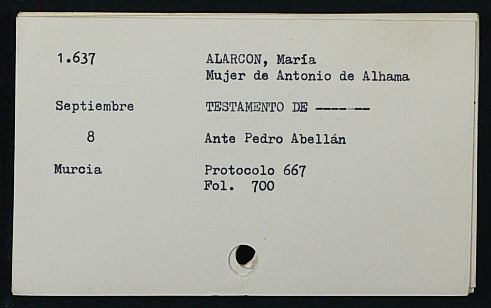 1.637 ALARCON, María
Mujer de Antonio de Alhama
Septiembre TESTAMENTO DE -------
8 Ante Pedro Abellán
Murcia Protocolo 667
Fol. 700